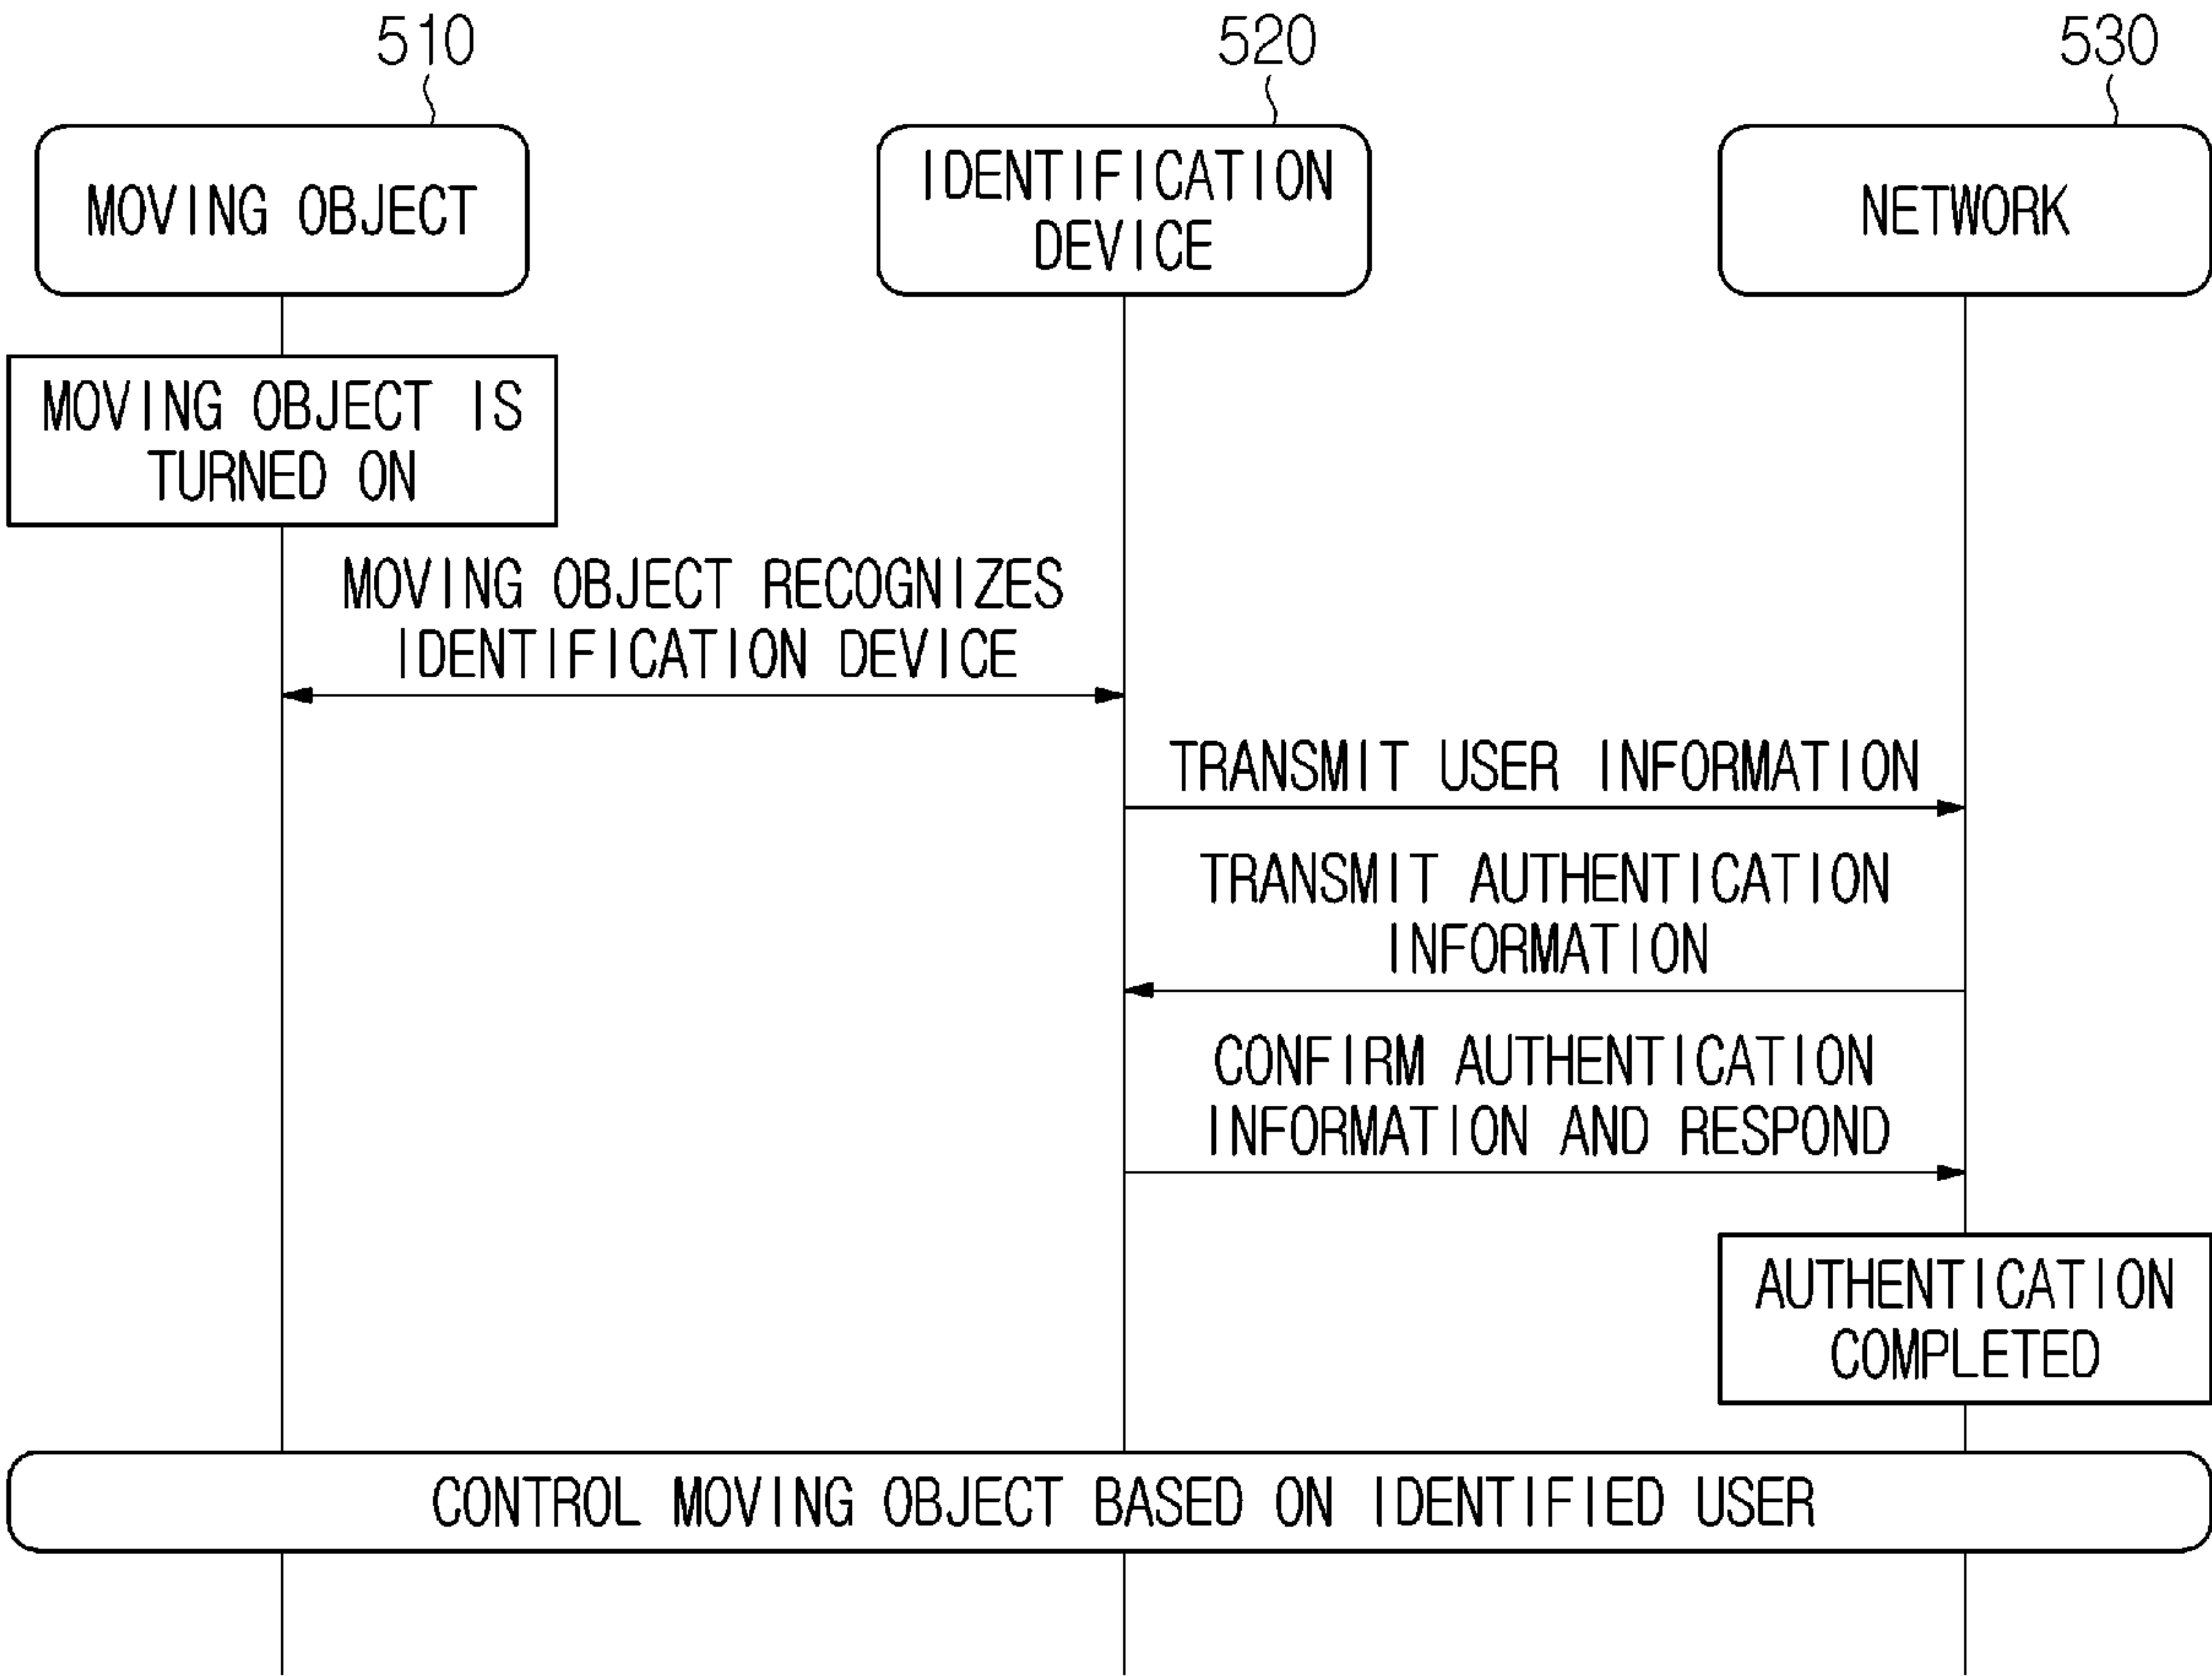 510
520
530
MOVING OBJECT
IDENTIFICATION
DEVICE
NETWORK
MOVING OBJECT IS
TURNED ON
MOVING OBJECT RECOGNIZES
IDENTIFICATION DEVICE
TRANSMIT USER INFORMATION
TRANSMIT AUTHENTICATION
INFORMATION
CONFIRM AUTHENTICATION
INFORMATION AND RESPOND
AUTHENTICATION
COMPLETED
CONTROL MOVING OBJECT BASED ON IDENTIFIED USER